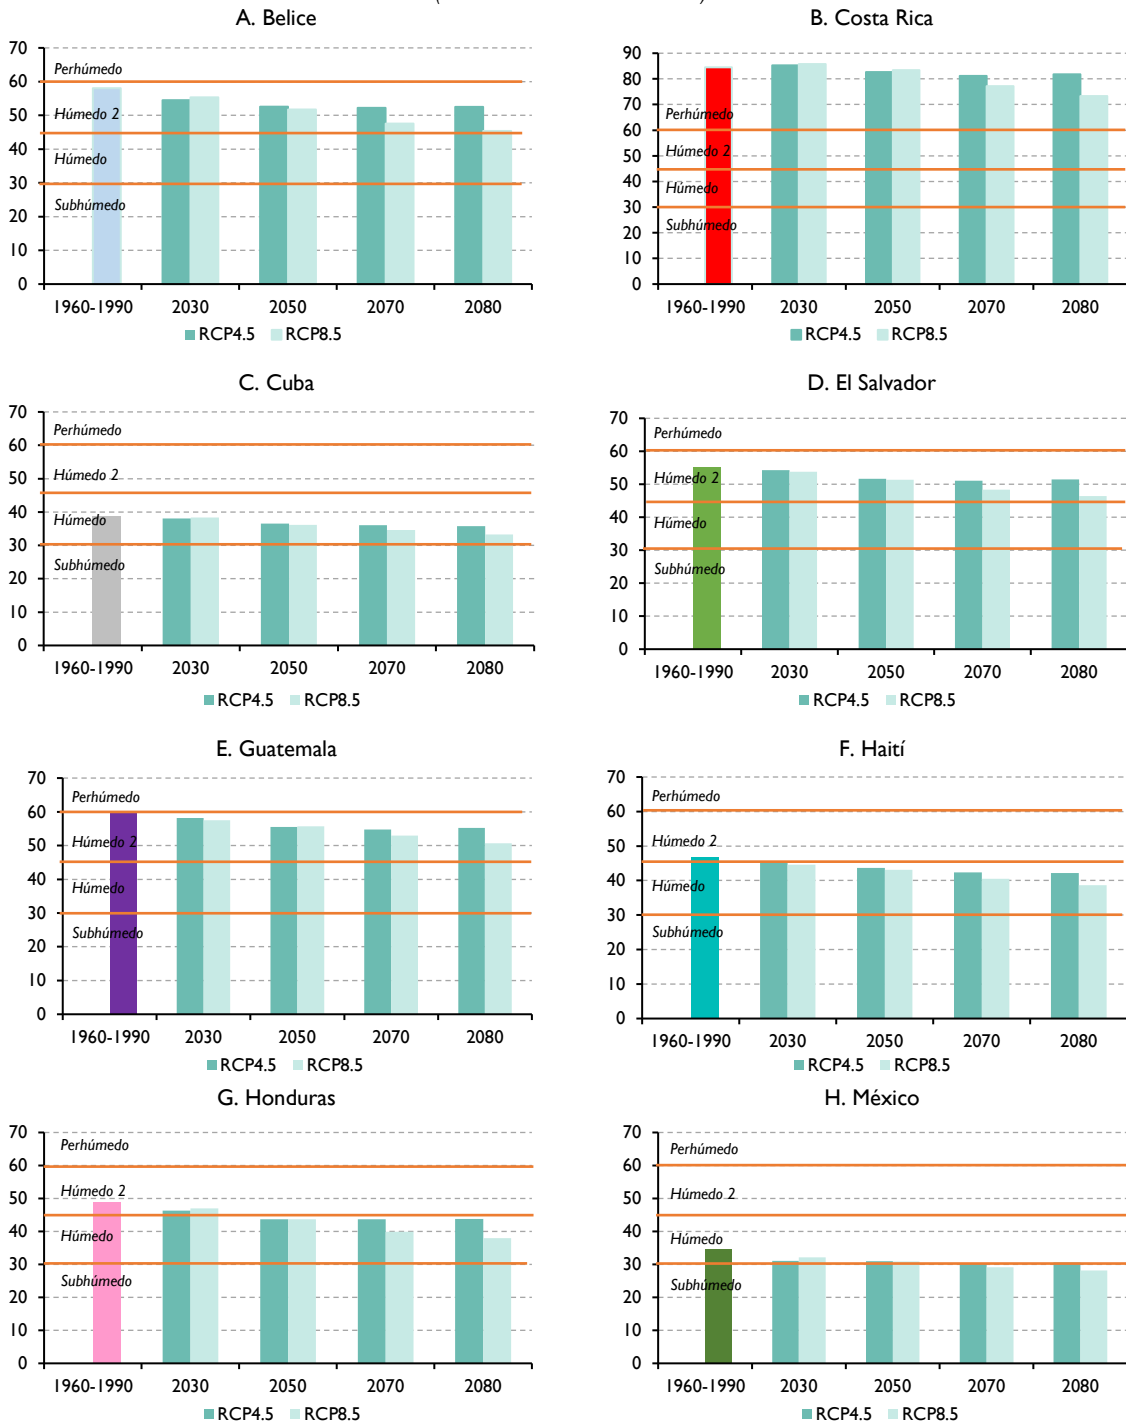 A. Belice
70
60
50
40
30
20
10
0
Perhúmedo
Húmedo 2
Húmedo
Subhúmedo
1960-1990 2030 2050 2070 2080
RCP4.5 RCP8.5
B. Costa Rica
90
80
70
60
50
40
30
20
10
0
Perhúmedo
Húmedo 2
Húmedo
Subhúmedo
1960-1990 2030 2050 2070 2080
RCP4.5 RCP8.5
C. Cuba
70
60
50
40
30
20
10
0
Perhúmedo
Húmedo 2
Húmedo
Subhúmedo
1960-1990 2030 2050 2070 2080
RCP4.5 RCP8.5
D. El Salvador
70
60
50
40
30
20
10
0
Perhúmedo
Húmedo 2
Húmedo
Subhúmedo
1960-1990 2030 2050 2070 2080
RCP4.5 RCP8.5
E. Guatemala
70
60
50
40
30
20
10
0
Perhúmedo
Húmedo 2
Húmedo
Subhúmedo
1960-1990 2030 2050 2070 2080
RCP4.5 RCP8.5
F. Haití
70
60
50
40
30
20
10
0
Perhúmedo
Húmedo 2
Húmedo
Subhúmedo
1960-1990 2030 2050 2070 2080
RCP4.5 RCP8.5
G. Honduras
70
60
50
40
30
20
10
0
Perhúmedo
Húmedo 2
Húmedo
Subhúmedo
1960-1990 2030 2050 2070 2080
RCP4.5 RCP8.5
H. México
70
60
50
40
30
20
10
0
Perhúmedo
Húmedo 2
Húmedo
Subhúmedo
1960-1990 2030 2050 2070 2080
RCP4.5 RCP8.5